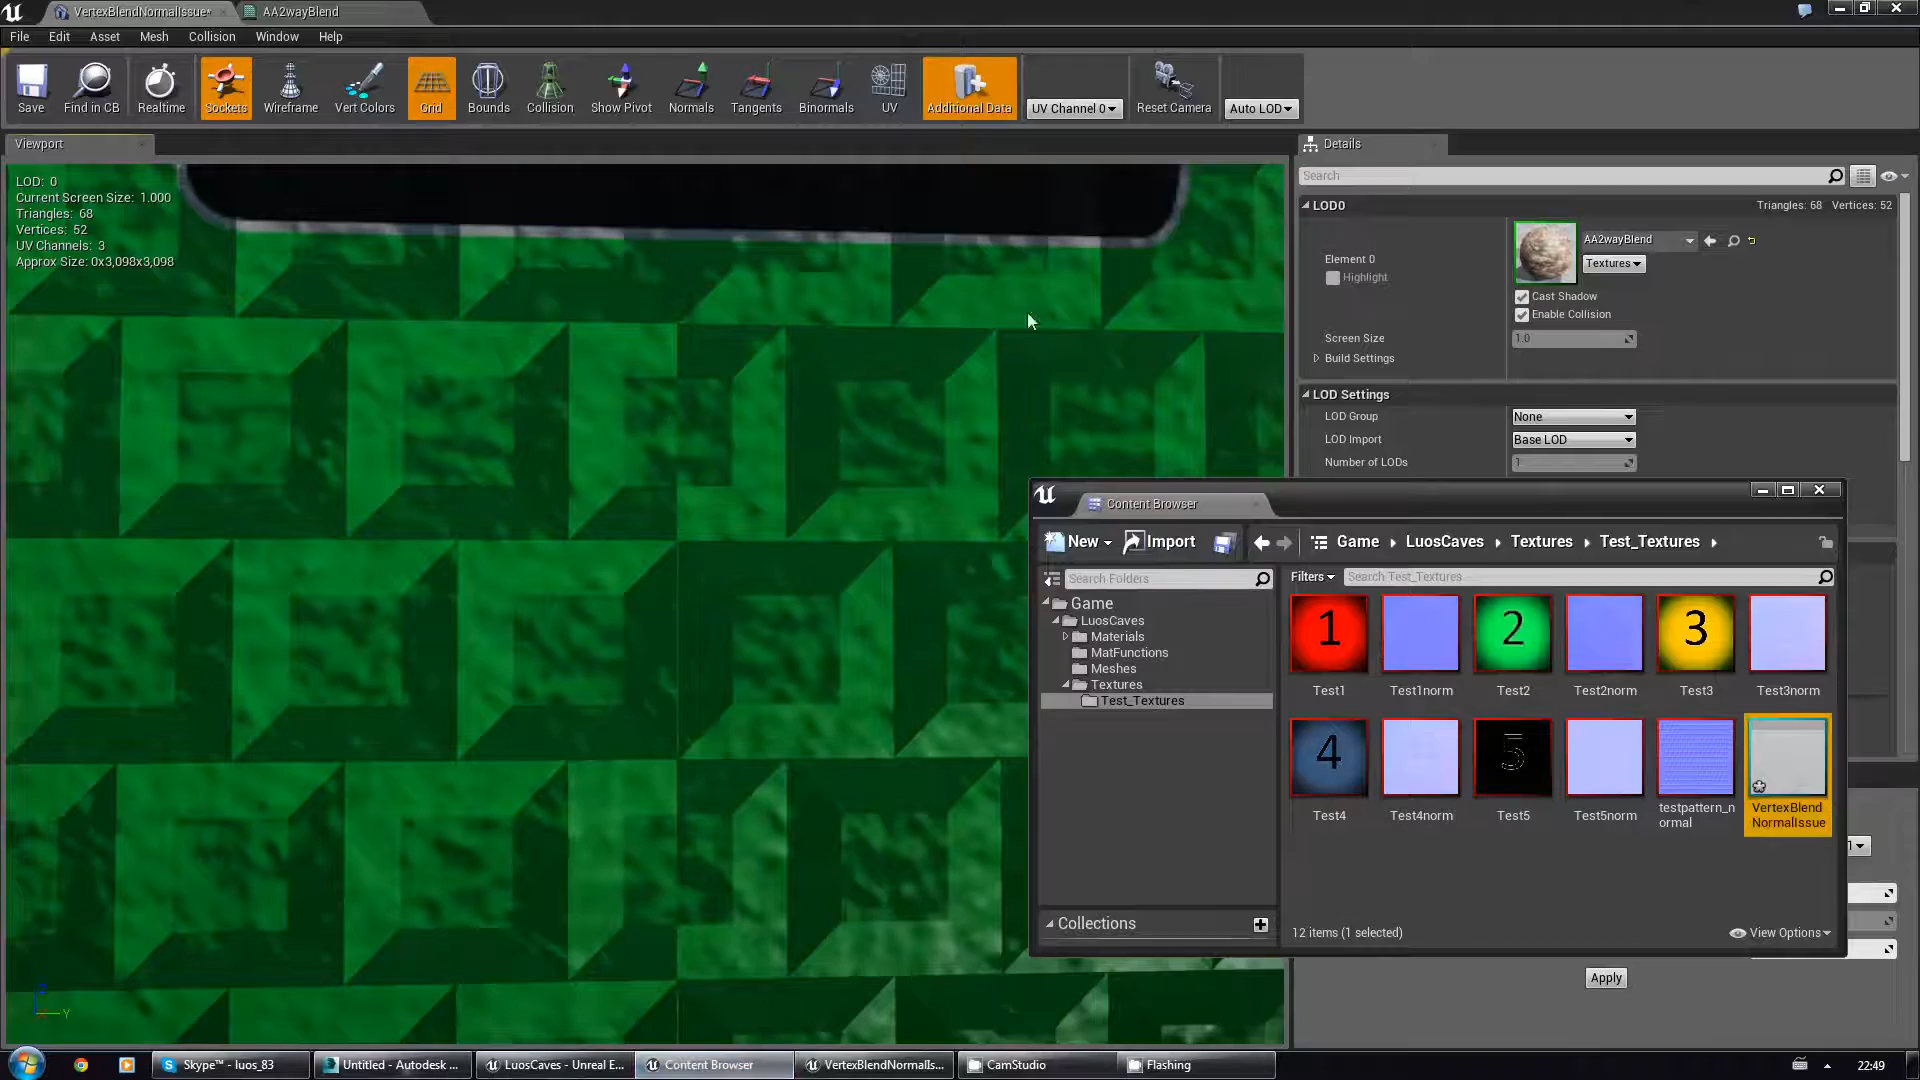 VertexBlendNormalIssue*
AA2wayBlend
File Edit Asset Mesh Collision Window Help
Save Find in CB Realtime Sockets Wireframe Vert Colors Grid Bounds Collision Show Pivot Normals Tangents Binormals UV Additional Data UV Channel 0 Reset Camera Auto LOD
Viewport
LOD: 0
Current Screen Size: 1.000
Triangles: 68
Vertices: 52
UV Channels: 3
Approx Size: 0x3,098x3,098
Z
Y
Details
Search
LOD0 Triangles: 68 Vertices: 52
Element 0
Highlight
AA2wayBlend
Textures
Cast Shadow
Enable Collision
Screen Size 1.0
Build Settings
LOD Settings
LOD Group None
LOD Import Base LOD
Number of LODs 1
Content Browser
New Import Game LuosCaves Textures Test_Textures
Search Folders
Filters Search Test_Textures
Game
LuosCaves
Materials
MatFunctions
Meshes
Textures
Test_Textures
1 2 3
Test1 Test1norm Test2 Test2norm Test3 Test3norm
4 5
Test4 Test4norm Test5 Test5norm testpattern_n
ormal VertexBlend
NormalIssue
Collections
12 items (1 selected) View Options
Apply
Skype™ - luos_83 Untitled - Autodesk ... LuosCaves - Unreal E... Content Browser VertexBlendNormalIs... CamStudio Flashing 22:49